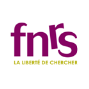 fnrs
LA LIBERTÉ DE CHERCHER